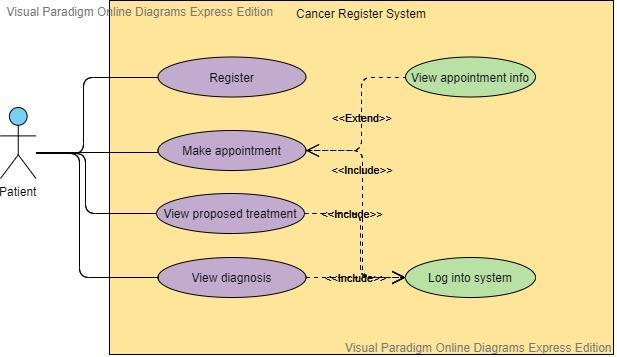 Visual Paradigm Online Diagrams Express Edition
Cancer Register System
Register
View appointment info
<<Extend>>
Make appointment
<<Include>>
Patient
View proposed treatment
<<Include>>
View diagnosis
<<Include>>
Log into system
Visual Paradigm Online Diagrams Express Edition